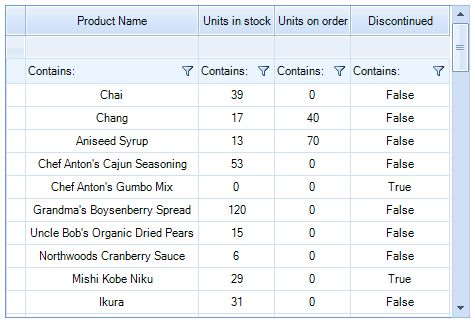 Product Name Units in stock Units on order Discontinued
Contains: Contains: Contains: Contains:
Chai 39 0 False
Chang 17 40 False
Aniseed Syrup 13 70 False
Chef Anton's Cajun Seasoning 53 0 False
Chef Anton's Gumbo Mix 0 0 True
Grandma's Boysenberry Spread 120 0 False
Uncle Bob's Organic Dried Pears 15 0 False
Northwoods Cranberry Sauce 6 0 False
Mishi Kobe Niku 29 0 True
Ikura 31 0 False